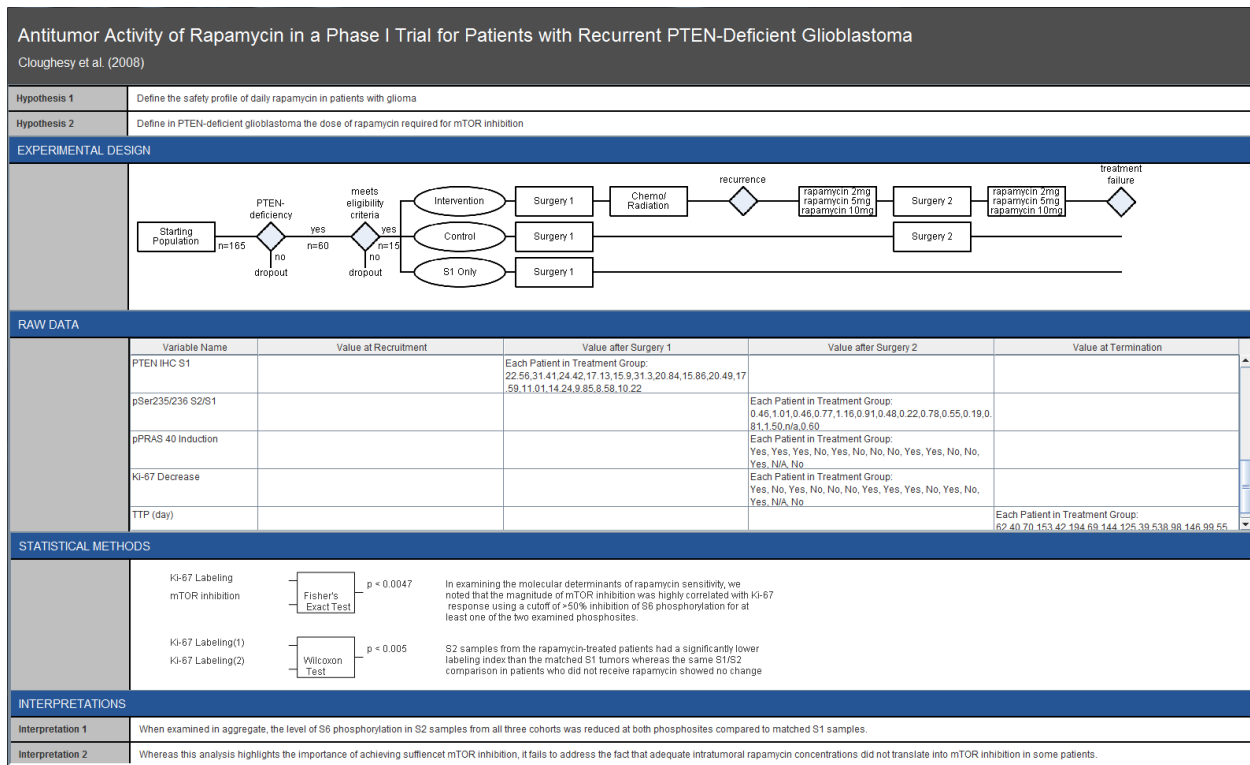 Antitumor Activity of Rapamycin in a Phase I Trial for Patients with Recurrent PTEN-Deficient Glioblastoma
Cloughesy et al. (2008)
Hypothesis 1
Define the safety profile of daily rapamycin in patients with glioma
Hypothesis 2
Define in PTEN-deficient glioblastoma the dose of rapamycin required for mTOR inhibition
EXPERIMENTAL DESIGN
Starting
Population
n=165
PTEN-
deficiency
yes
n=60
no
dropout
meets
eligibility
criteria
yes
n=15
no
dropout
Intervention
Surgery 1
Chemo/
Radiation
recurrence
rapamycin 2mg
rapamycin 5mg
rapamycin 10mg
Surgery 2
rapamycin 2mg
rapamycin 5mg
rapamycin 10mg
treatment
failure
Control
Surgery 1
Surgery 2
S1 Only
Surgery 1
RAW DATA
Variable Name
Value at Recruitment
Value after Surgery 1
Value after Surgery 2
Value at Termination
PTEN IHC S1
Each Patient in Treatment Group:
22.56,31.41,24.42,17.13,15.9,31.3,20.84,15.86,20.49,17
.59,11.01,14.24,9.85,8.58,10.22
pSer235/236 S2/S1
Each Patient in Treatment Group:
0.46,1.01,0.46,0.77,1.16,0.91,0.48,0.22,0.78,0.55,0.19,0.
81,1.50,n/a,0.60
pPRAS 40 Induction
Each Patient in Treatment Group:
Yes, Yes, Yes, No, Yes, No, No, No, Yes, Yes, No, No,
Yes, N/A, No
Ki-67 Decrease
Each Patient in Treatment Group:
Yes, No, Yes, No, No, No, Yes, Yes, Yes, No, Yes, No,
Yes, N/A, No
TTP (day)
Each Patient in Treatment Group:
62,40,70,153,42,194,69,144,125,39,538,98,146,99,55
STATISTICAL METHODS
Ki-67 Labeling
mTOR inhibition
Fisher's
Exact Test
p < 0.0047
In examining the molecular determinants of rapamycin sensitivity, we
noted that the magnitude of mTOR inhibition was highly correlated with Ki-67
response using a cutoff of >50% inhibition of S6 phosphorylation for at
least one of the two examined phosphosites.
Ki-67 Labeling(1)
Ki-67 Labeling(2)
Wilcoxon
Test
p < 0.005
S2 samples from the rapamycin-treated patients had a significantly lower
labeling index than the matched S1 tumors whereas the same S1/S2
comparison in patients who did not receive rapamycin showed no change
INTERPRETATIONS
Interpretation 1
When examined in aggregate, the level of S6 phosphorylation in S2 samples from all three cohorts was reduced at both phosphosites compared to matched S1 samples.
Interpretation 2
Whereas this analysis highlights the importance of achieving suffiencet mTOR inhibition, it fails to address the fact that adequate intratumoral rapamycin concentrations did not translate into mTOR inhibition in some patients.